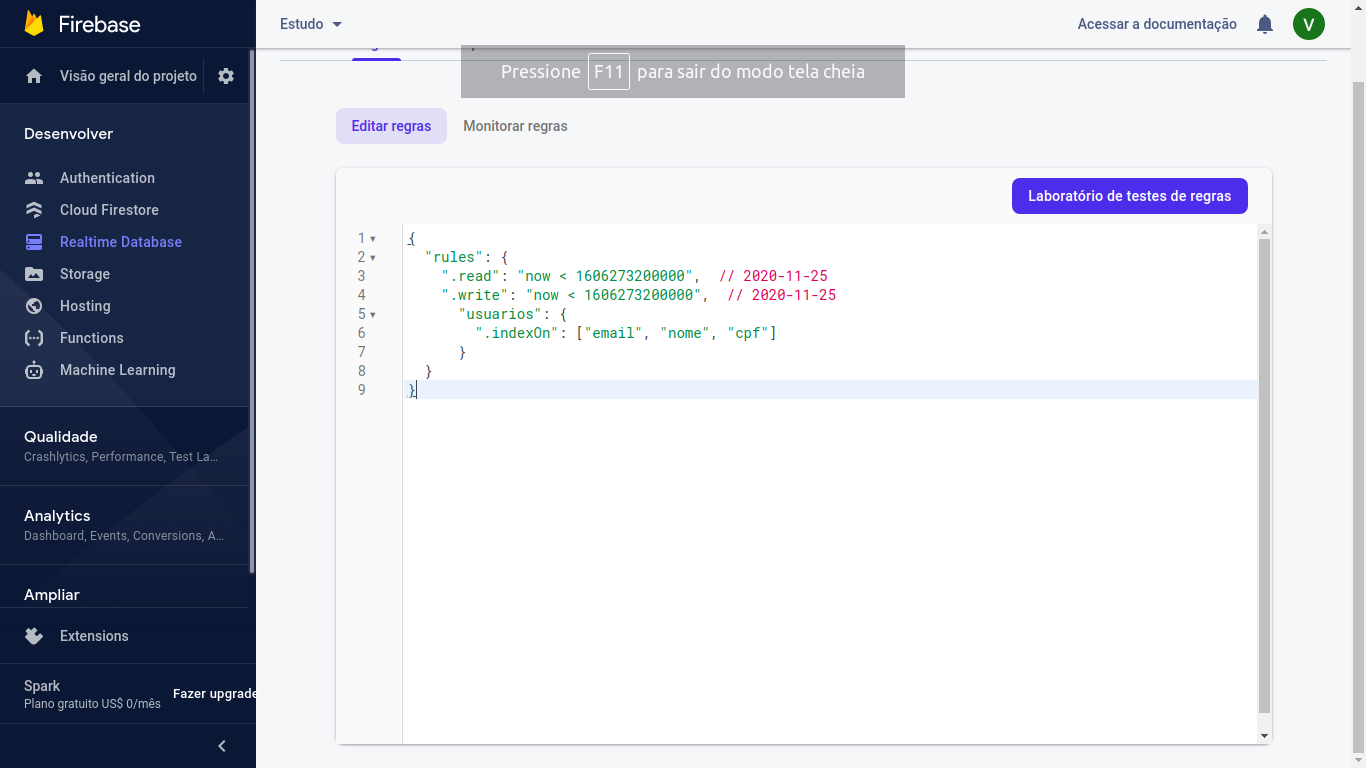 Firebase
Visão geral do projeto
Desenvolver
Authentication
Cloud Firestore
Realtime Database
Storage
Hosting
Functions
Machine Learning
Qualidade
Crashlytics, Performance, Test La…
Analytics
Dashboard, Events, Conversions, A…
Ampliar
Extensions
Spark
Plano gratuito US$ 0/mês
Fazer upgrade
Estudo
Acessar a documentação
V
Pressione F11 para sair do modo tela cheia
Editar regras
Monitorar regras
Laboratório de testes de regras
1 {
2 "rules": {
3 ".read": "now < 1606273200000", // 2020-11-25
4 ".write": "now < 1606273200000", // 2020-11-25
5 "usuarios": {
6 ".indexOn": ["email", "nome", "cpf"]
7 }
8 }
9 }